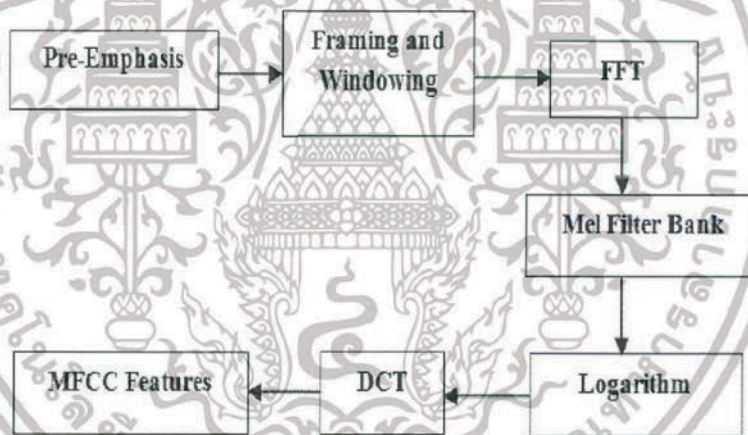 Pre-Emphasis
Framing and
Windowing
FFT
Mel Filter Bank
Logarithm
DCT
MFCC Features